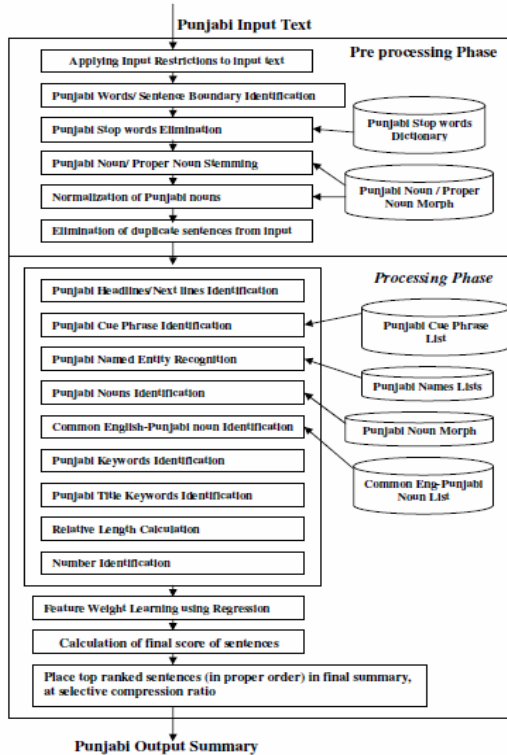 Punjabi Input Text
Pre processing Phase
Applying Input Restrictions to input text
Punjabi Words/ Sentence Boundary Identification
Punjabi Stop words Elimination
Punjabi Stop words
Dictionary
Punjabi Noun/ Proper Noun Stemming
Normalization of Punjabi nouns
Punjabi Noun / Proper
Noun Morph
Elimination of duplicate sentences from input
Processing Phase
Punjabi Headlines/Next lines Identification
Punjabi Cue Phrase Identification
Punjabi Cue Phrase
List
Punjabi Named Entity Recognition
Punjabi Names Lists
Punjabi Nouns Identification
Punjabi Noun Morph
Common English-Punjabi noun Identification
Punjabi Keywords Identification
Common Eng-Punjabi
Noun List
Punjabi Title Keywords Identification
Relative Length Calculation
Number Identification
Feature Weight Learning using Regression
Calculation of final score of sentences
Place top ranked sentences (in proper order) in final summary,
at selective compression ratio
Punjabi Output Summary